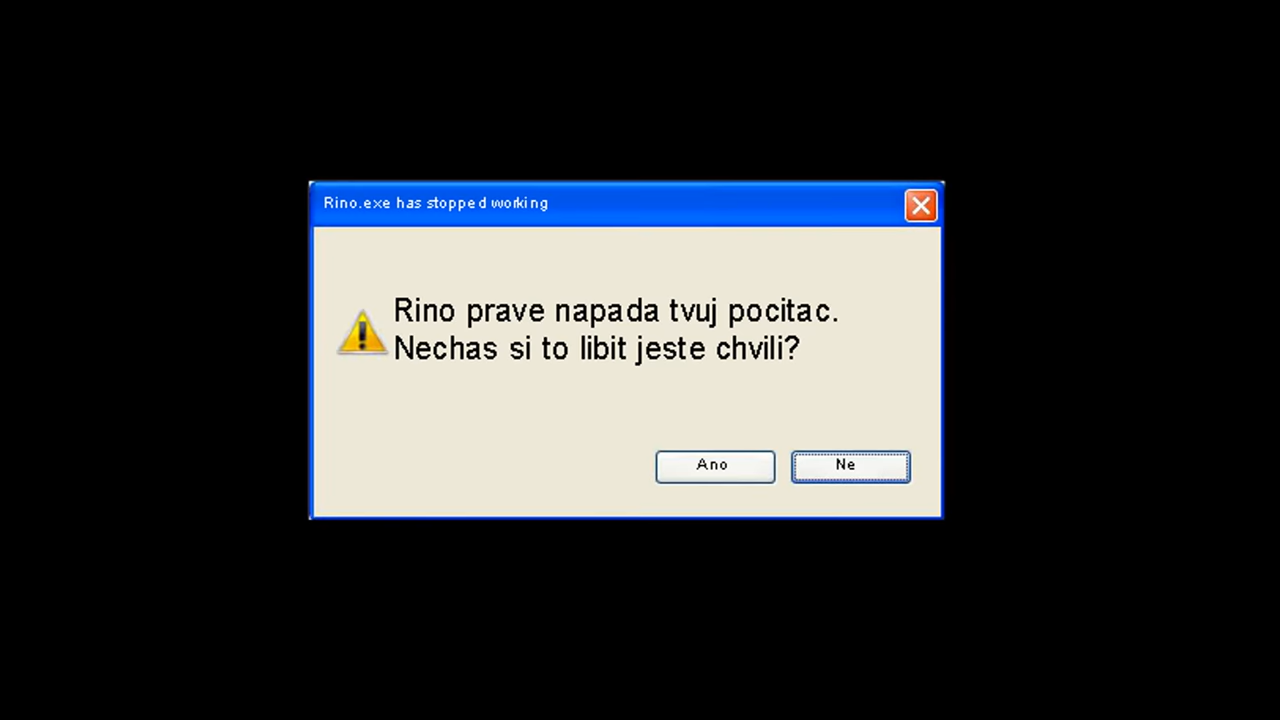 Rino.exe has stopped working
Rino prave napada tvuj pocitac.
Nechas si to libit jeste chvili?
Ano
Ne